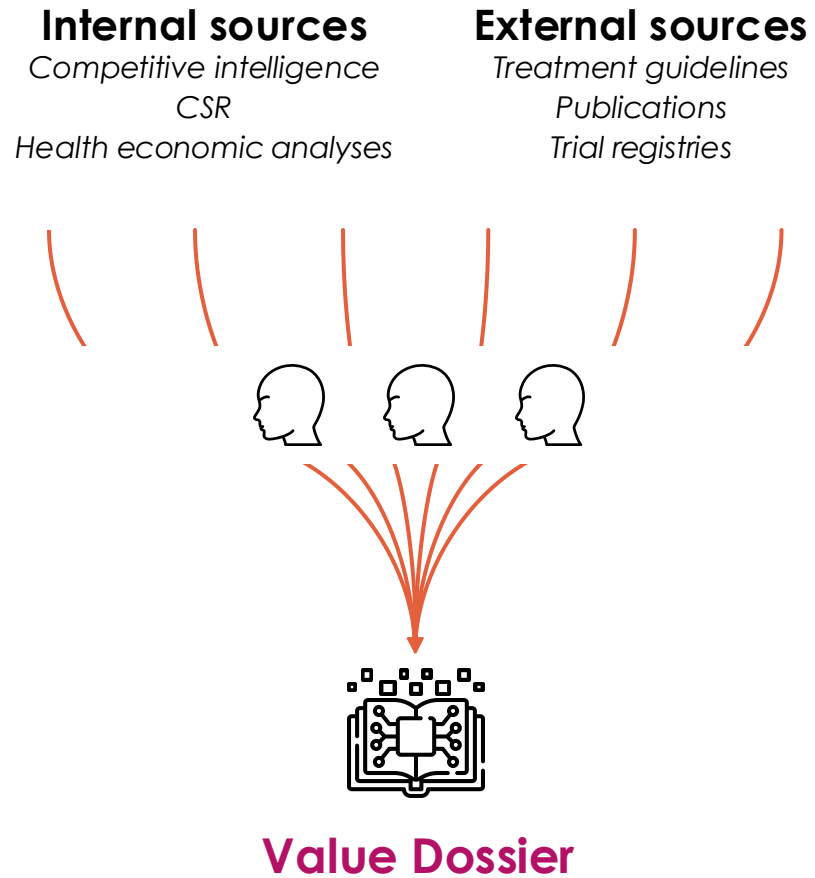 Internal sources
Competitive intelligence
CSR
Health economic analyses
External sources
Treatment guidelines
Publications
Trial registries
Value Dossier